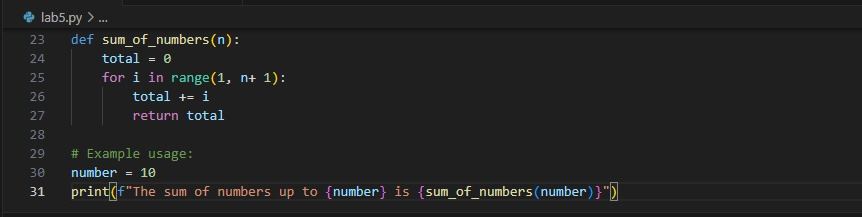 lab5.py > ...
23 def sum_of_numbers(n):
24     total = 0
25     for i in range(1, n+ 1):
26         total += i
27         return total
28
29 # Example usage:
30 number = 10
31 print(f"The sum of numbers up to {number} is {sum_of_numbers(number)}")